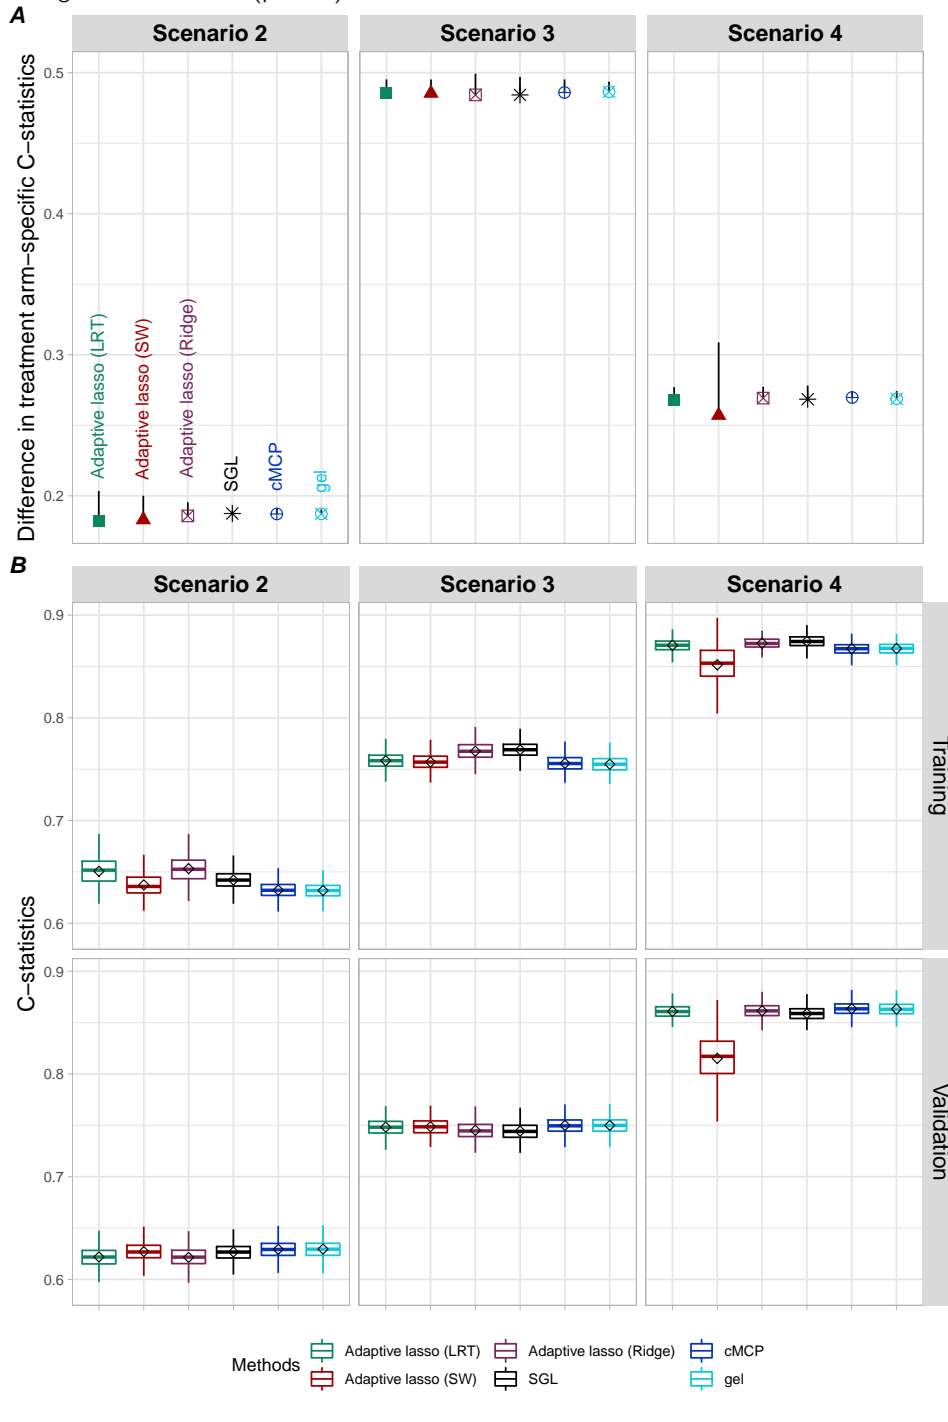 A
Scenario 2
Scenario 3
Scenario 4
Difference in treatment arm−specific C−statistics
0.5
0.4
0.3
0.2
Adaptive lasso (LRT)
Adaptive lasso (SW)
Adaptive lasso (Ridge)
SGL
cMCP
gel
B
Scenario 2
Scenario 3
Scenario 4
C−statistics
0.9
0.8
0.7
0.6
Training
0.9
0.8
0.7
0.6
Validation
Methods
Adaptive lasso (LRT)
Adaptive lasso (Ridge)
cMCP
Adaptive lasso (SW)
SGL
gel